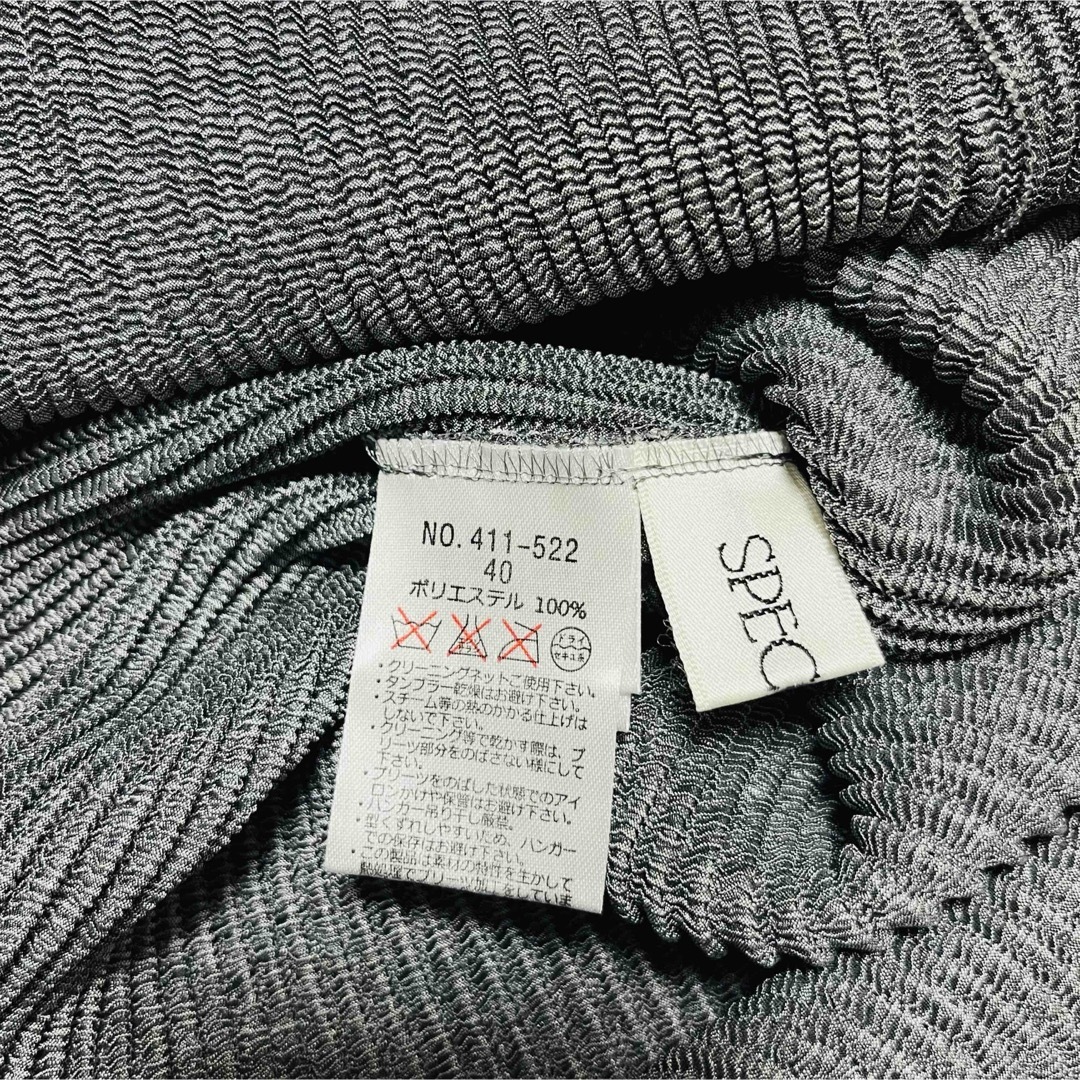 NO. 411-522
40
ポリエステル 100%
ドライ
セキユ系
・クリーニングネットご使用下さい。
・タンブラー乾燥はお避け下さい。
・スチーム等の熱のかかる仕上げは
しないで下さい。
・クリーニング等で乾かす際は、プ
リーツ部分をのばさない様にして
下さい。
・プリーツをのばした状態でのアイ
ロンかけや保管はお避け下さい。
・ハンガー吊り干し厳禁。
・型くずれしやすいため、ハンガー
での保存はお避け下さい。
・この製品は素材の特性を生かして
プリーツ加工をしていま
SPEC